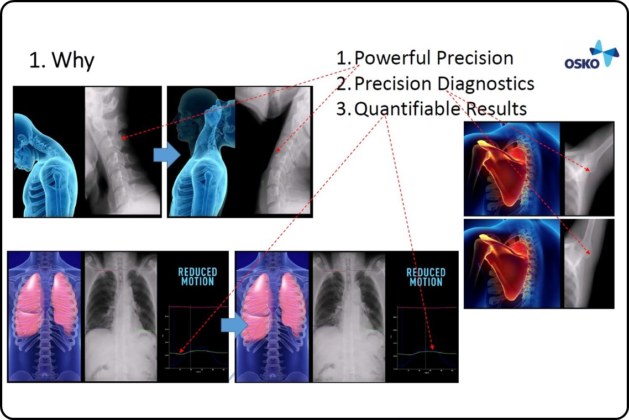 1. Why
1. Powerful Precision
2. Precision Diagnostics
3. Quantifiable Results
OSKO
REDUCED
MOTION
REDUCED
MOTION